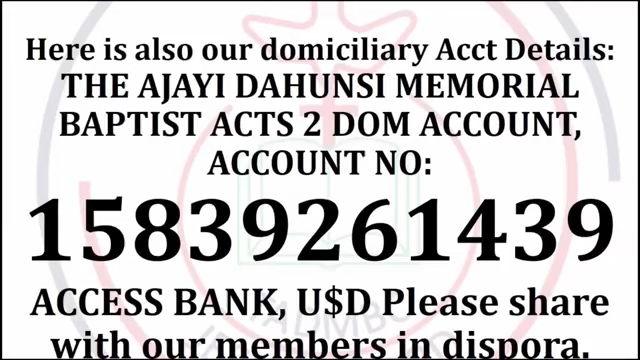 Here is also our domiciliary Acct Details:
THE AJAYI DAHUNSI MEMORIAL
BAPTIST ACTS 2 DOM ACCOUNT,
ACCOUNT NO:
15839261439
ACCESS BANK, U$D Please share
with our members in dispora.